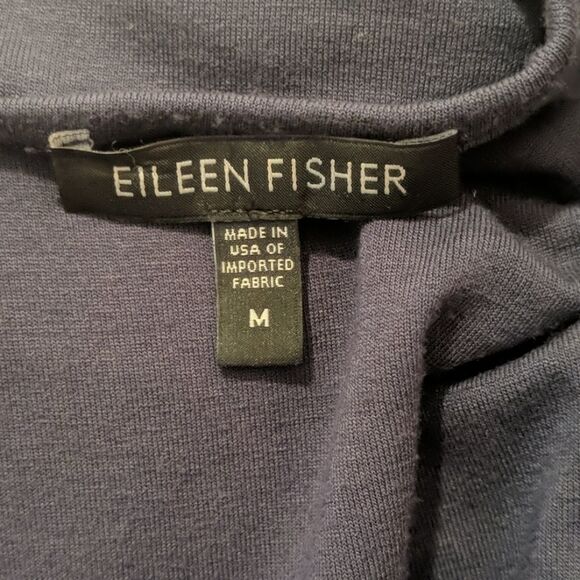 EILEEN FISHER
MADE IN
USA OF
IMPORTED
FABRIC
M